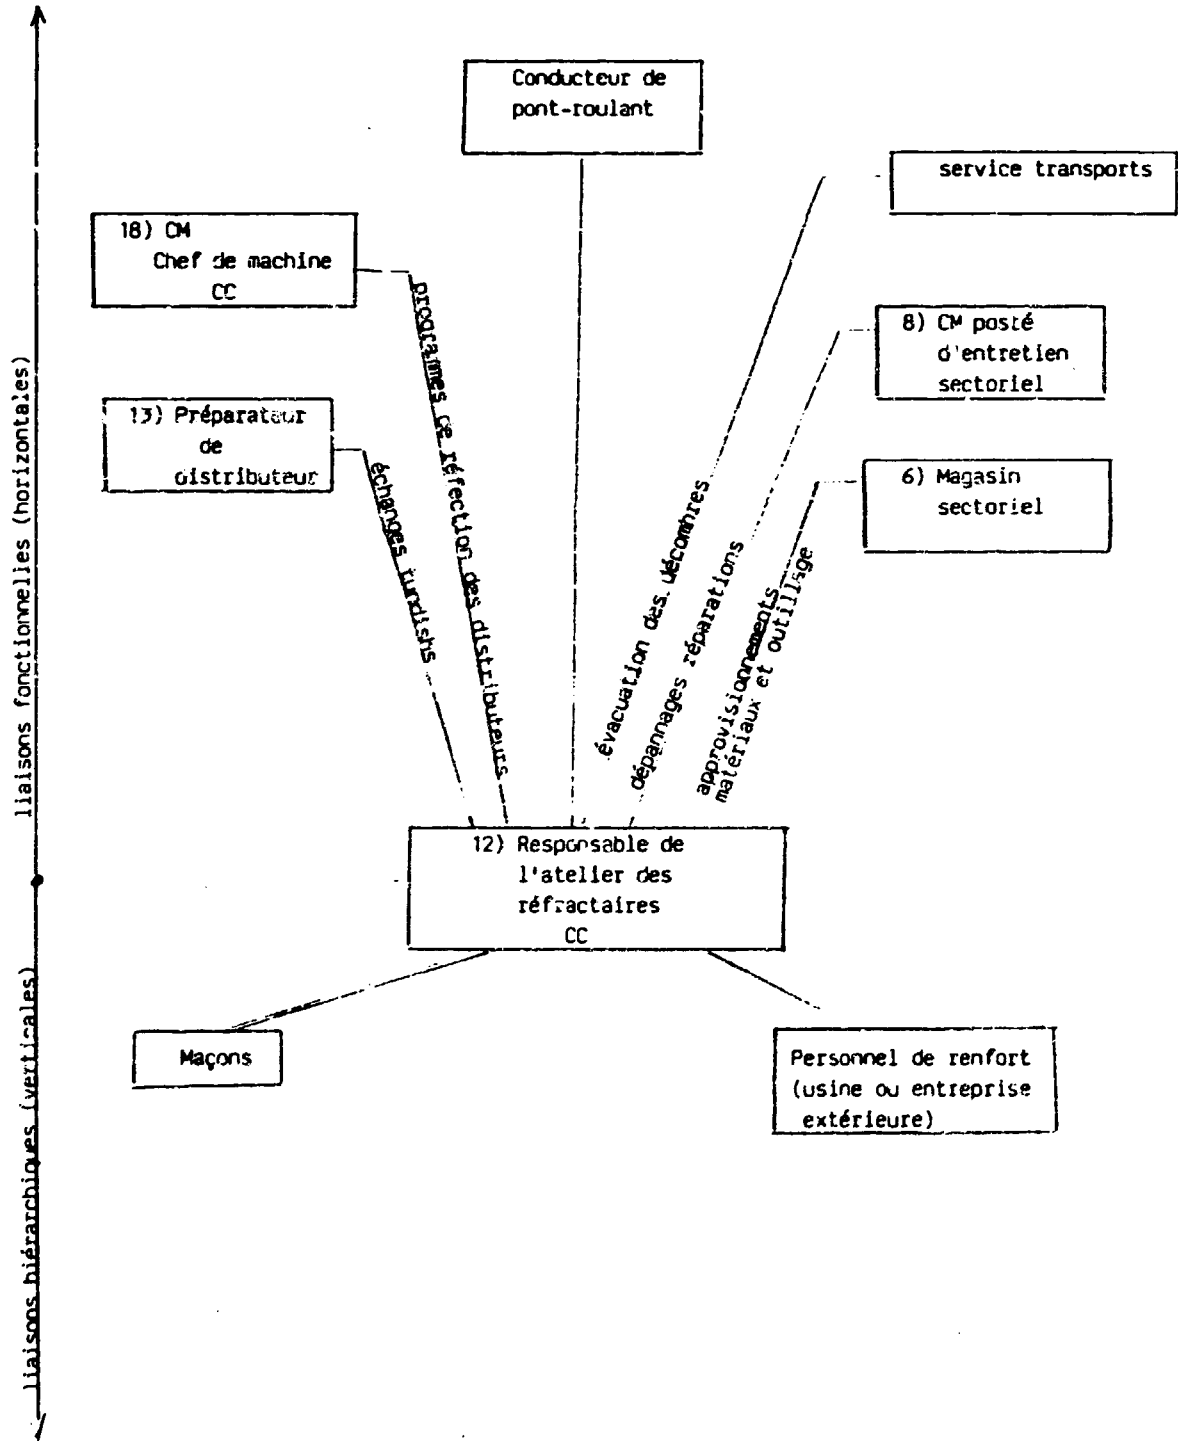 Conducteur de
pont-roulant
service transports
18) CM
Chef de machine
CC
8) CM posté
d'entretien
sectoriel
13) Préparateur
de
distributeur
6) Magasin
sectoriel
programmes de réfection des distributeurs
échanges tundishs
évacuation des décombres
dépannages réparations
approvisionnements
matériaux et outillage
12) Responsable de
l'atelier des
réfractaires
CC
Maçons
Personnel de renfort
(usine ou entreprise
extérieure)
liaisons fonctionnelles (horizontales)
liaisons hiérarchiques (verticales)